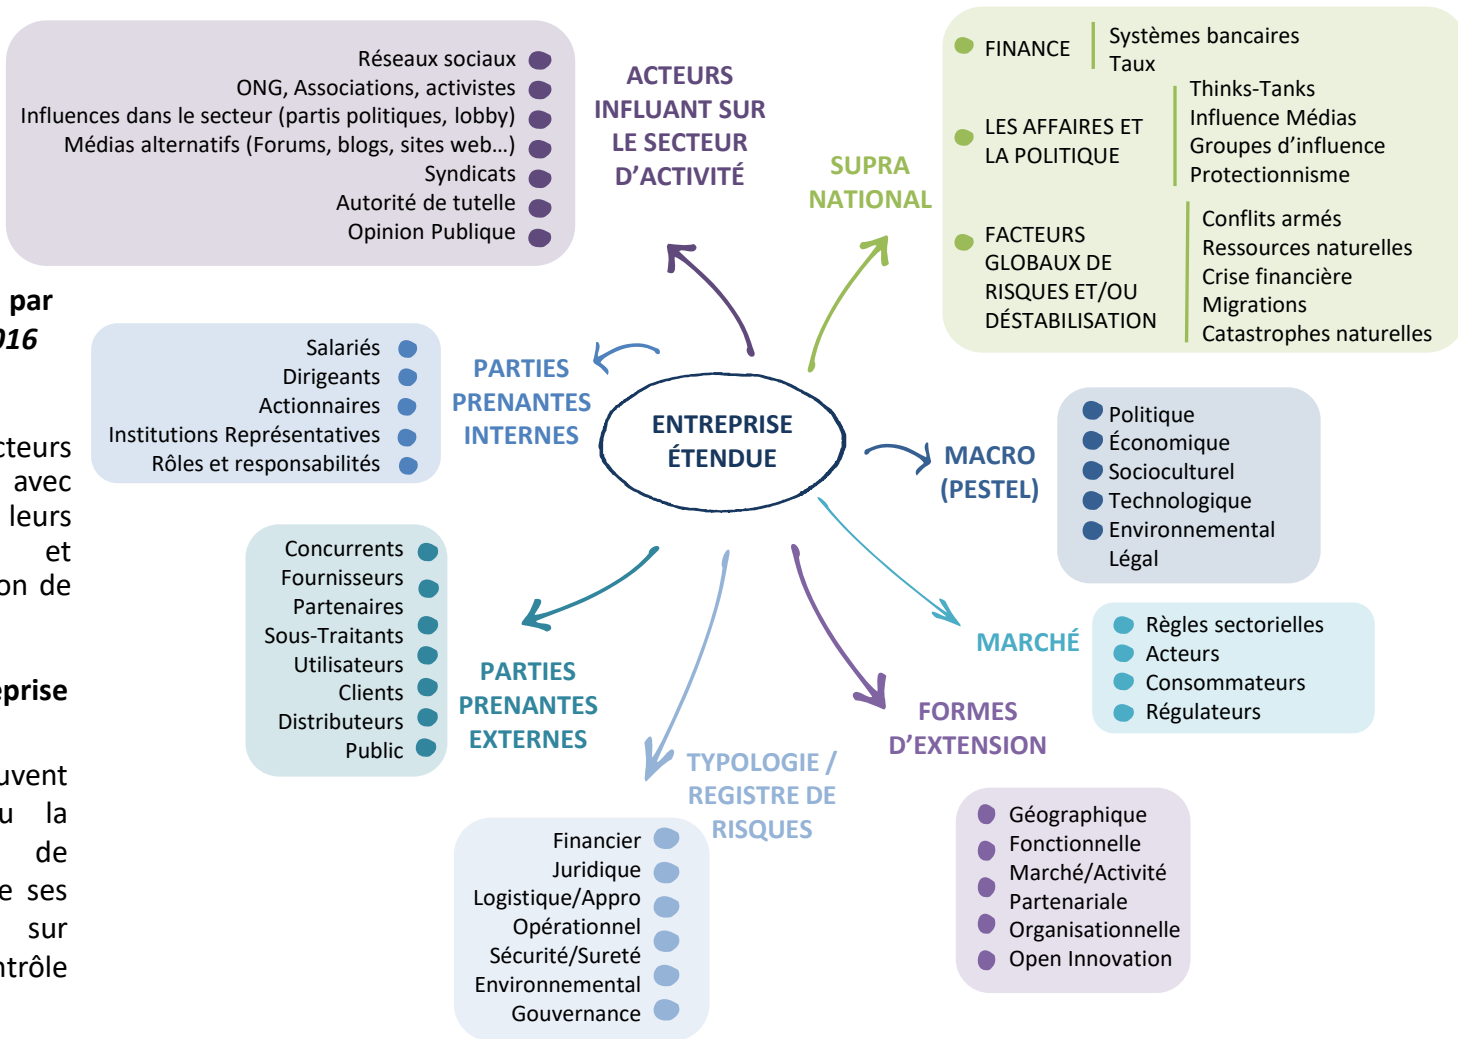 Réseaux sociaux
ONG, Associations, activistes
Influences dans le secteur (partis politiques, lobby)
Médias alternatifs (Forums, blogs, sites web…)
Syndicats
Autorité de tutelle
Opinion Publique
ACTEURS
INFLUANT SUR
LE SECTEUR
D’ACTIVITÉ
SUPRA
NATIONAL
FINANCE
Systèmes bancaires
Taux
LES AFFAIRES ET
LA POLITIQUE
Thinks-Tanks
Influence Médias
Groupes d’influence
Protectionnisme
FACTEURS
GLOBAUX DE
RISQUES ET/OU
DÉSTABILISATION
Conflits armés
Ressources naturelles
Crise financière
Migrations
Catastrophes naturelles
par
016
cteurs
avec
leurs
et
on de
eprise
uvent
u la
de
e ses
sur
ntrôle
Salariés
Dirigeants
Actionnaires
Institutions Représentatives
Rôles et responsabilités
PARTIES
PRENANTES
INTERNES
ENTREPRISE
ÉTENDUE
MACRO
(PESTEL)
Politique
Économique
Socioculturel
Technologique
Environnemental
Légal
Concurrents
Fournisseurs
Partenaires
Sous-Traitants
Utilisateurs
Clients
Distributeurs
Public
PARTIES
PRENANTES
EXTERNES
MARCHÉ
Règles sectorielles
Acteurs
Consommateurs
Régulateurs
FORMES
D’EXTENSION
Géographique
Fonctionnelle
Marché/Activité
Partenariale
Organisationnelle
Open Innovation
TYPOLOGIE /
REGISTRE DE
RISQUES
Financier
Juridique
Logistique/Appro
Opérationnel
Sécurité/Sureté
Environnemental
Gouvernance